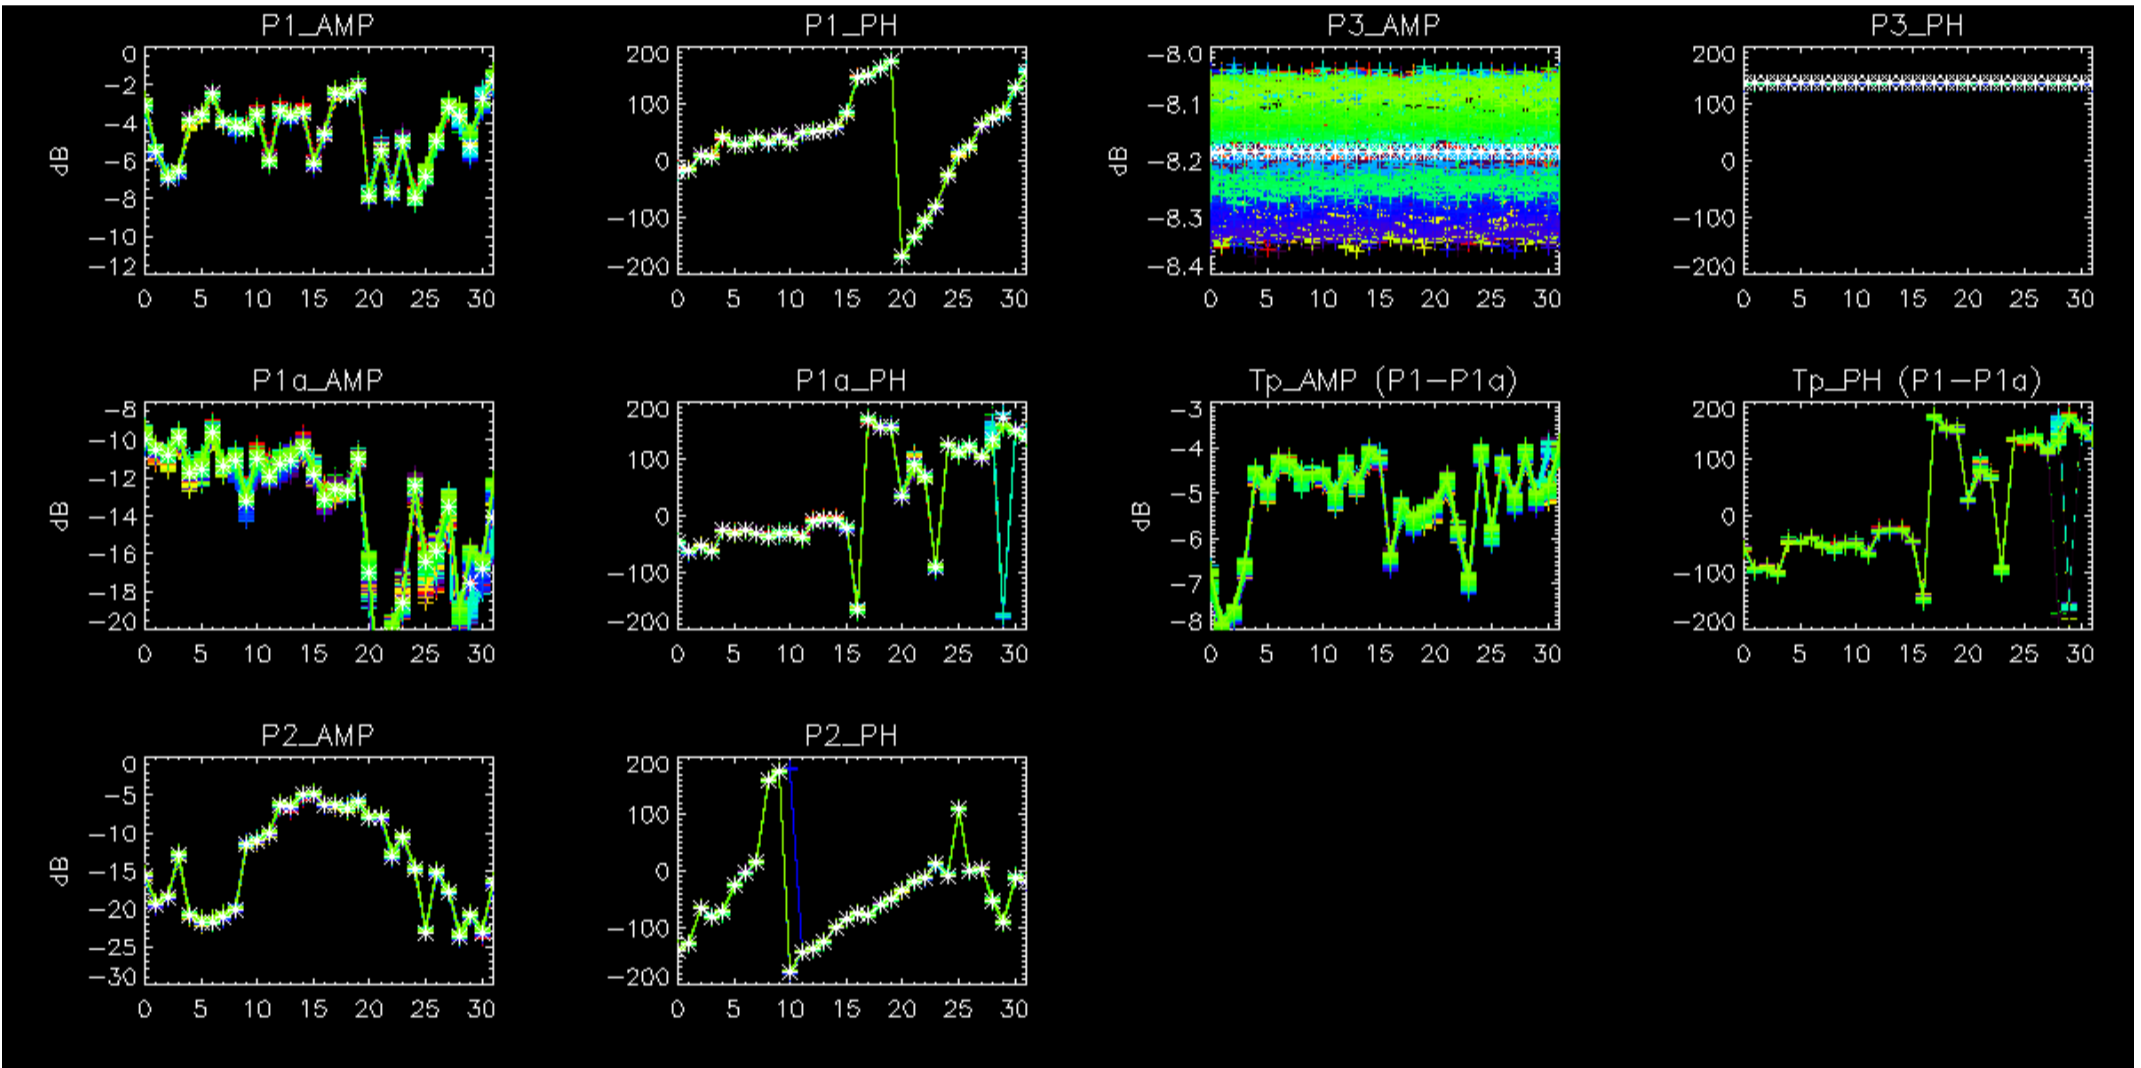 P1_AMP
0
-2
-4
-6
-8
-10
-12
dB
0 5 10 15 20 25 30
P1_PH
200
100
0
-100
-200
0 5 10 15 20 25 30
P3_AMP
-8.0
-8.1
-8.2
-8.3
-8.4
dB
0 5 10 15 20 25 30
P3_PH
200
100
0
-100
-200
0 5 10 15 20 25 30
P1a_AMP
-8
-10
-12
-14
-16
-18
-20
dB
0 5 10 15 20 25 30
P1a_PH
200
100
0
-100
-200
0 5 10 15 20 25 30
Tp_AMP (P1-P1a)
-3
-4
-5
-6
-7
-8
dB
0 5 10 15 20 25 30
Tp_PH (P1-P1a)
200
100
0
-100
-200
0 5 10 15 20 25 30
P2_AMP
0
-5
-10
-15
-20
-25
-30
dB
0 5 10 15 20 25 30
P2_PH
200
100
0
-100
-200
0 5 10 15 20 25 30